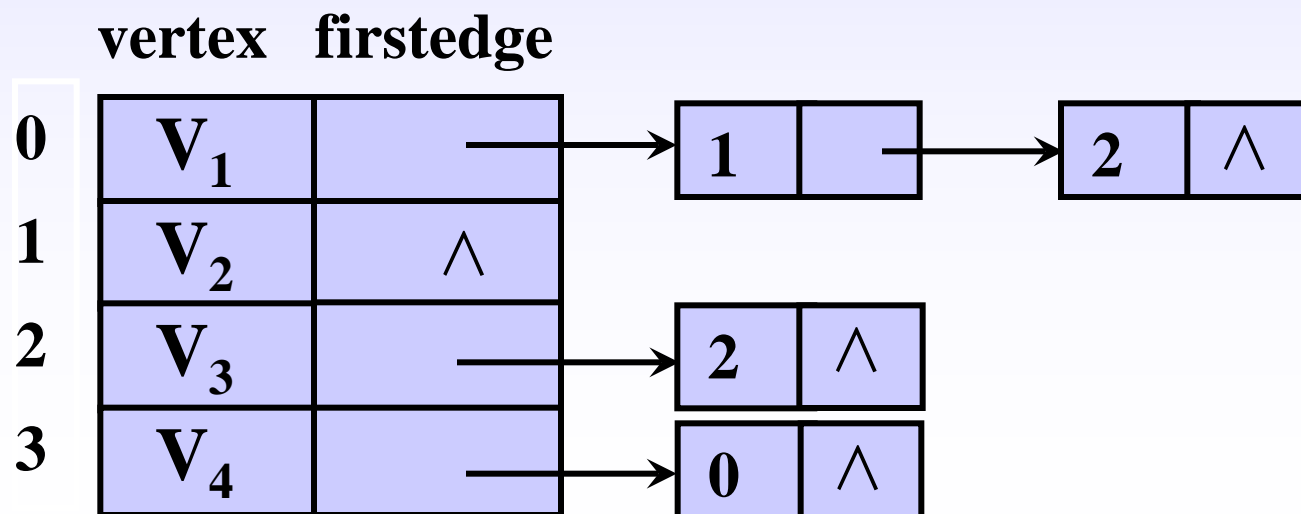 vertex firstedge
0 V1 1 2 ∧
1 V2 ∧
2 V3 2 ∧
3 V4 0 ∧